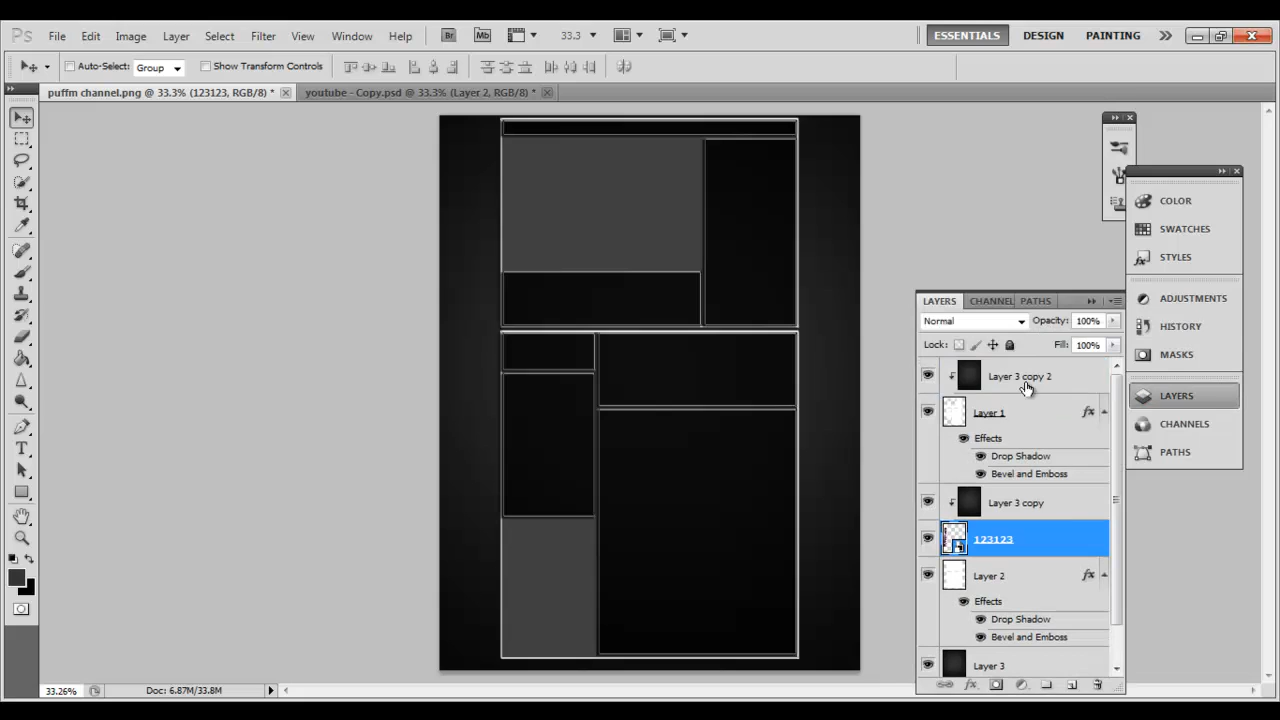 Ps File Edit Image Layer Select Filter View Window Help Br Mb 33.3 ESSENTIALS DESIGN PAINTING
Auto-Select: Group Show Transform Controls
puffm channel.png @ 33.3% (123123, RGB/8) * youtube - Copy.psd @ 33.3% (Layer 2, RGB/8) *
COLOR
SWATCHES
STYLES
ADJUSTMENTS
HISTORY
MASKS
LAYERS
CHANNELS
PATHS
LAYERS CHANNEL PATHS
Normal Opacity: 100%
Lock: Fill: 100%
Layer 3 copy 2
Layer 1 fx
Effects
Drop Shadow
Bevel and Emboss
Layer 3 copy
123123
Layer 2 fx
Effects
Drop Shadow
Bevel and Emboss
Layer 3
fx
33.26% Doc: 6.87M/33.8M